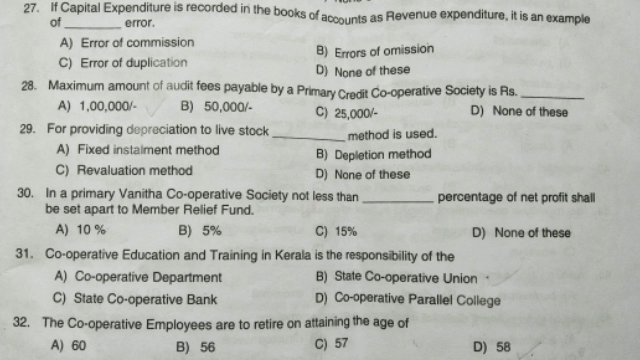 27. If Capital Expenditure is recorded in the books of accounts as Revenue expenditure, it is an example
of ________ error.
A) Error of commission B) Errors of omission
C) Error of duplication D) None of these
28. Maximum amount of audit fees payable by a Primary Credit Co-operative Society is Rs. ________
A) 1,00,000/- B) 50,000/- C) 25,000/- D) None of these
29. For providing depreciation to live stock ________ method is used.
A) Fixed instalment method B) Depletion method
C) Revaluation method D) None of these
30. In a primary Vanitha Co-operative Society not less than ________ percentage of net profit shall
be set apart to Member Relief Fund.
A) 10 % B) 5% C) 15% D) None of these
31. Co-operative Education and Training in Kerala is the responsibility of the
A) Co-operative Department B) State Co-operative Union
C) State Co-operative Bank D) Co-operative Parallel College
32. The Co-operative Employees are to retire on attaining the age of
A) 60 B) 56 C) 57 D) 58